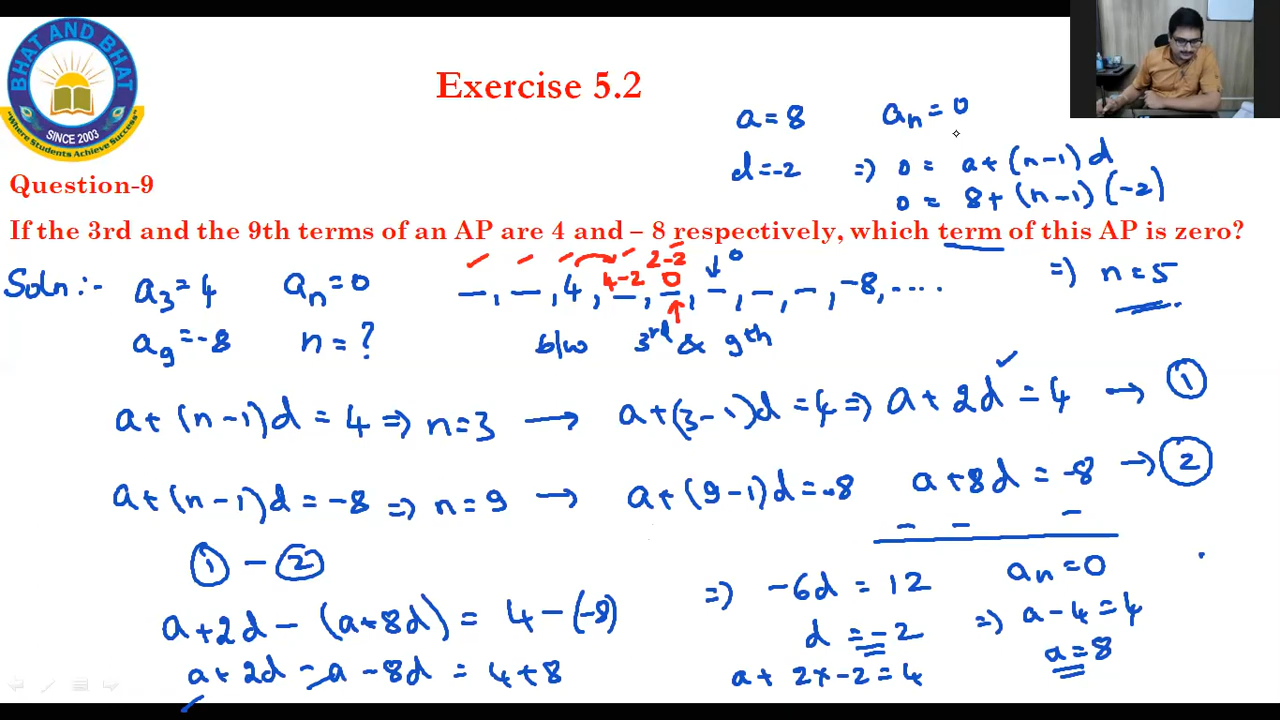 BHAT AND BHAT
SINCE 2003
"Where Students Achieve Success"
Exercise 5.2
a = 8 an = 0
d = -2 => 0 = a + (n-1) d
0 = 8 + (n-1) (-2)
Question-9
If the 3rd and the 9th terms of an AP are 4 and – 8 respectively, which term of this AP is zero?
=> n = 5
Soln :- a3 = 4 an = 0 —, —, 4, —, —, —, —, —, -8, ....
4-2 2-2 0 0
a9 = -8 n = ? b/w 3rd & 9th
a + (n-1)d = 4 => n = 3 → a + (3-1)d = 4 => a + 2d = 4 → ①
a + (n-1)d = -8 => n = 9 → a + (9-1)d = -8 a + 8d = -8 → ②
- - -
① - ②
a + 2d - (a + 8d) = 4 - (-8)
a + 2d - a - 8d = 4 + 8
=> -6d = 12
d = -2
a + 2x-2 = 4
an = 0
=> a - 4 = 4
a = 8